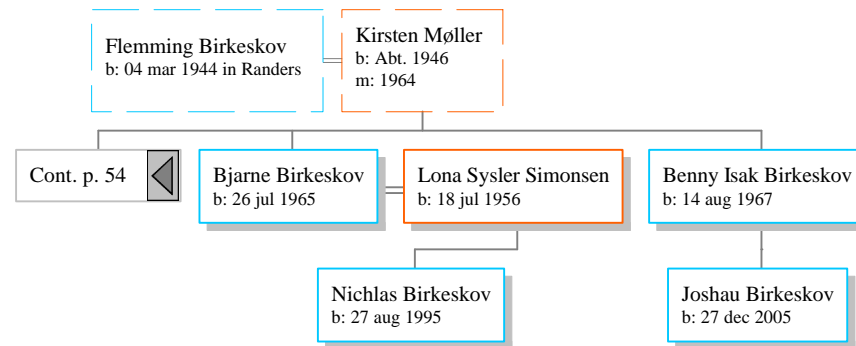 Flemming Birkeskov
b: 04 mar 1944 in Randers
Kirsten Møller
b: Abt. 1946
m: 1964
Cont. p. 54
Bjarne Birkeskov
b: 26 jul 1965
Lona Sysler Simonsen
b: 18 jul 1956
Benny Isak Birkeskov
b: 14 aug 1967
Nichlas Birkeskov
b: 27 aug 1995
Joshau Birkeskov
b: 27 dec 2005